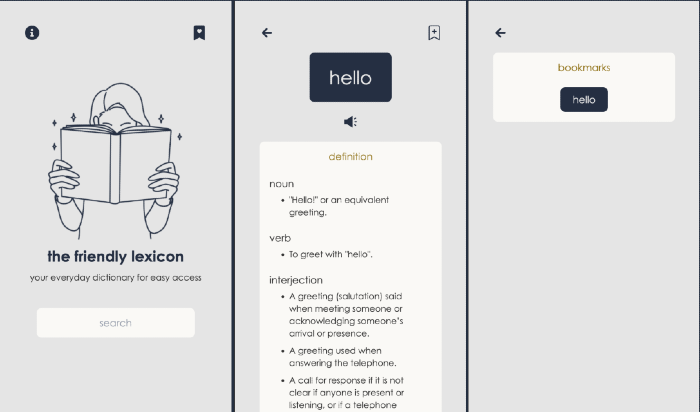 the friendly lexicon
your everyday dictionary for easy access
search
hello
definition
noun
• "Hello!" or an equivalent
greeting.
verb
• To greet with "hello".
interjection
• A greeting (salutation) said
when meeting someone or
acknowledging someone's
arrival or presence.
• A greeting used when
answering the telephone.
• A call for response if it is not
clear if anyone is present or
listening, or if a telephone
bookmarks
hello